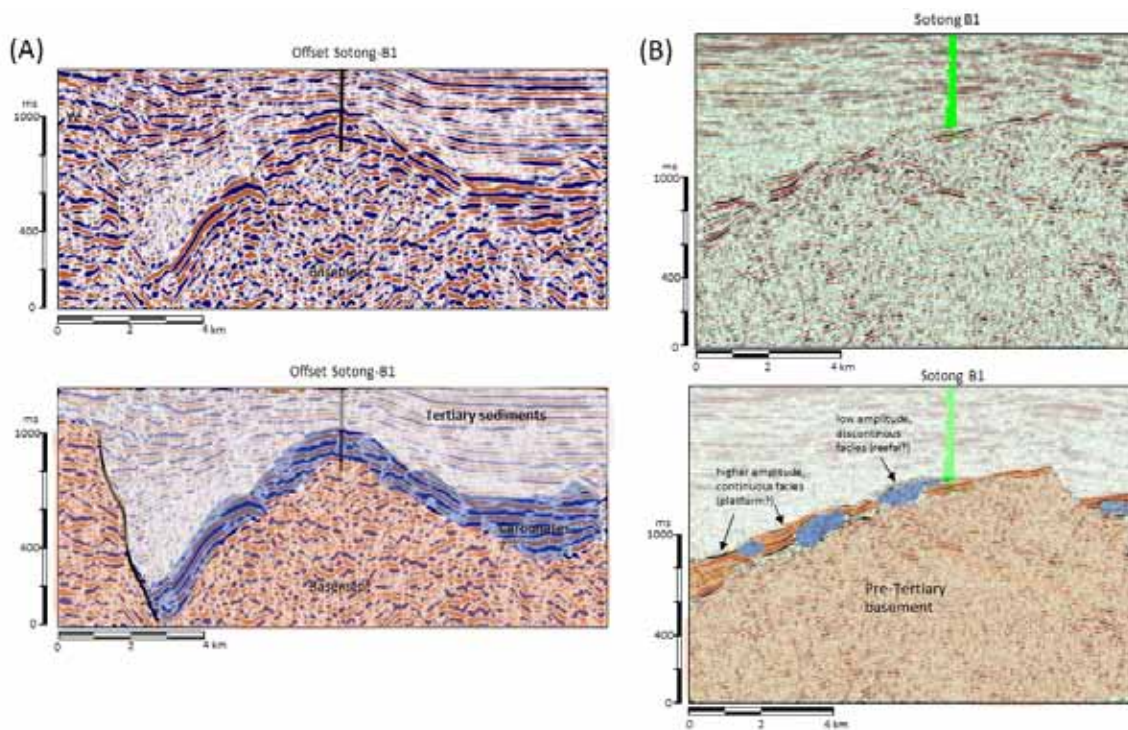 (A)
Offset Sotong-B1
ms
1000
400
0
Basement
0 2 4 km
Offset Sotong-B1
Tertiary sediments
ms
1000
Carbonates
400
Basement
0
0 2 4 km
(B)
Sotong B1
ms
1000
400
0
0 2 4 km
Sotong B1
low amplitude,
discontinous
facies (reefal?)
higher amplitude,
continuous facies
(platform?)
ms
1000
Pre-Tertiary
basement
400
0
0 2 4 km